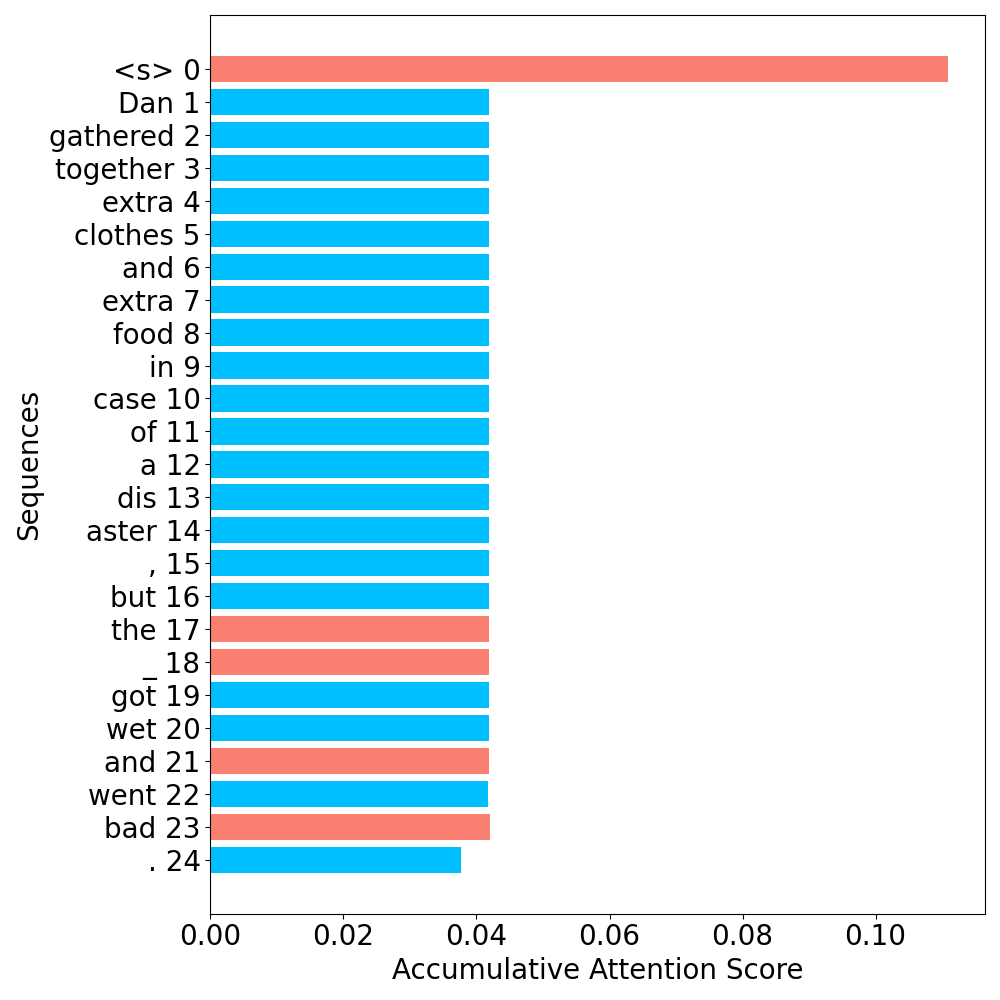 <s> 0
Dan 1
gathered 2
together 3
extra 4
clothes 5
and 6
extra 7
food 8
in 9
case 10
of 11
a 12
dis 13
aster 14
, 15
but 16
the 17
_ 18
got 19
wet 20
and 21
went 22
bad 23
. 24
Sequences
0.00 0.02 0.04 0.06 0.08 0.10
Accumulative Attention Score